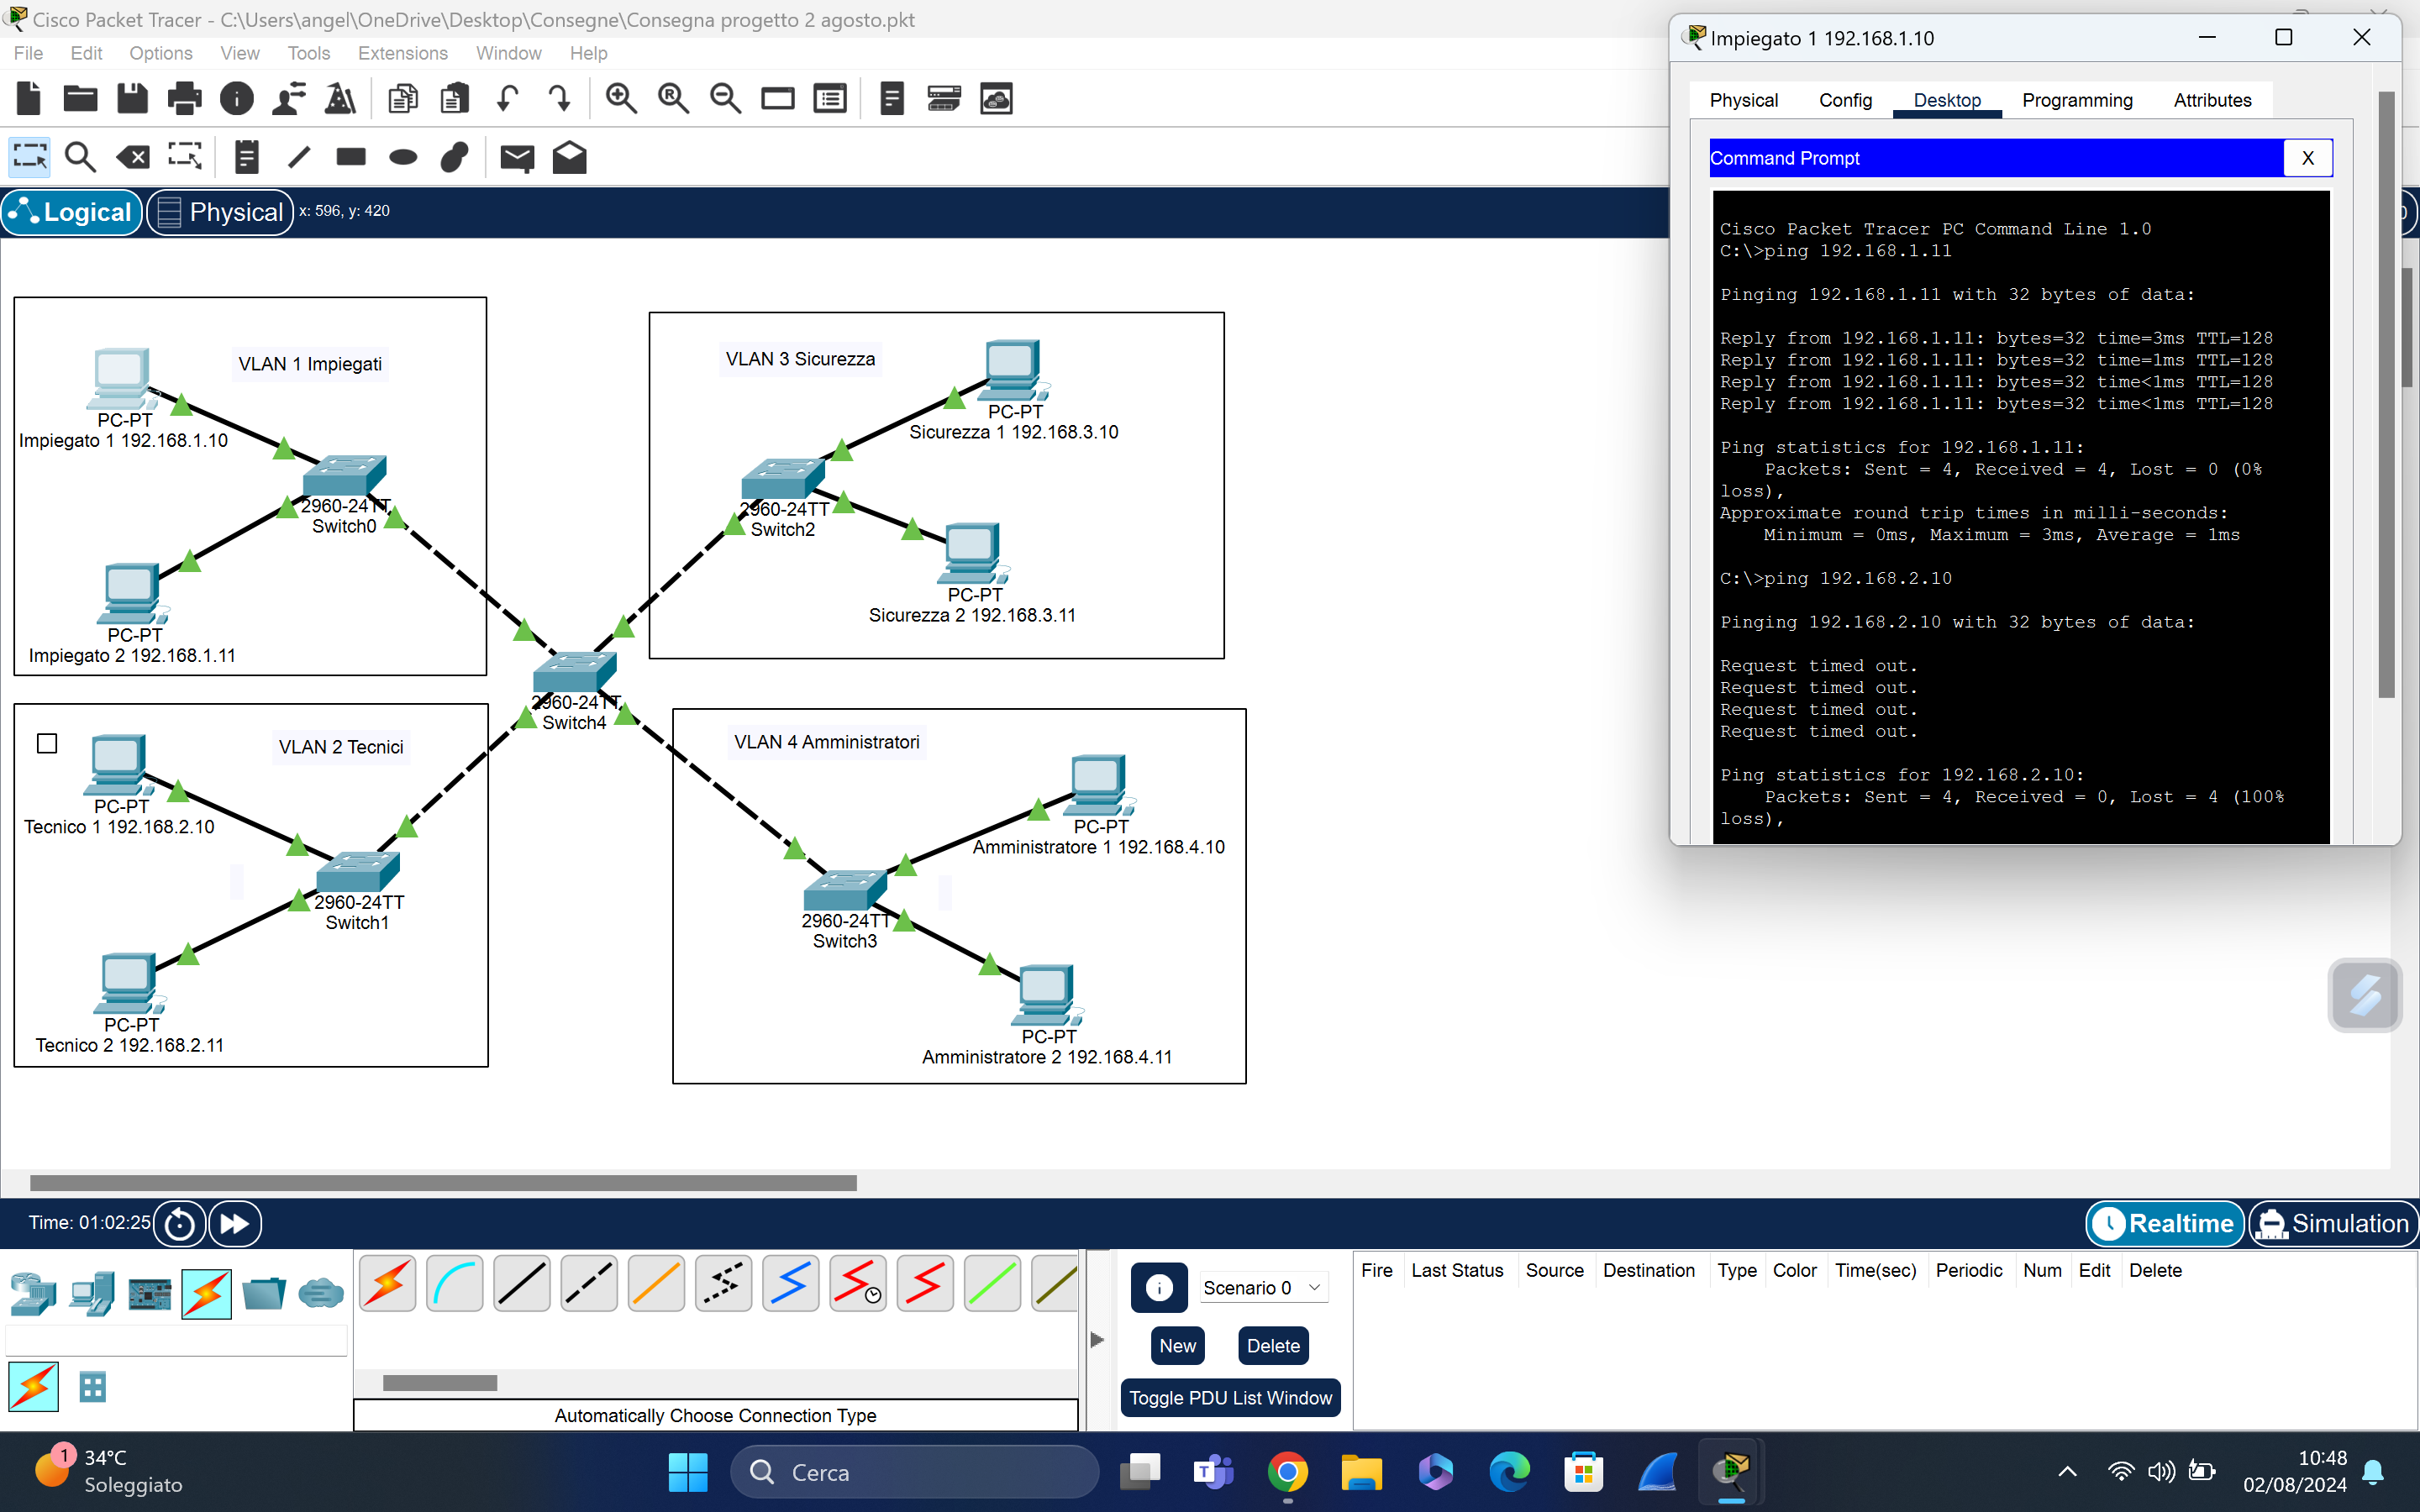 Cisco Packet Tracer - C:\Users\angel\OneDrive\Desktop\Consegne\Consegna progetto 2 agosto.pkt
File Edit Options View Tools Extensions Window Help
Logical Physical x: 596, y: 420
VLAN 1 Impiegati
PC-PT
Impiegato 1 192.168.1.10
2960-24TT
Switch0
PC-PT
Impiegato 2 192.168.1.11
VLAN 3 Sicurezza
PC-PT
Sicurezza 1 192.168.3.10
2960-24TT
Switch2
PC-PT
Sicurezza 2 192.168.3.11
2960-24TT
Switch4
VLAN 2 Tecnici
PC-PT
Tecnico 1 192.168.2.10
2960-24TT
Switch1
PC-PT
Tecnico 2 192.168.2.11
VLAN 4 Amministratori
PC-PT
Amministratore 1 192.168.4.10
2960-24TT
Switch3
PC-PT
Amministratore 2 192.168.4.11
Impiegato 1 192.168.1.10
Physical Config Desktop Programming Attributes
Command Prompt X
Cisco Packet Tracer PC Command Line 1.0
C:\>ping 192.168.1.11
Pinging 192.168.1.11 with 32 bytes of data:
Reply from 192.168.1.11: bytes=32 time=3ms TTL=128
Reply from 192.168.1.11: bytes=32 time=1ms TTL=128
Reply from 192.168.1.11: bytes=32 time<1ms TTL=128
Reply from 192.168.1.11: bytes=32 time<1ms TTL=128
Ping statistics for 192.168.1.11:
Packets: Sent = 4, Received = 4, Lost = 0 (0%
loss),
Approximate round trip times in milli-seconds:
Minimum = 0ms, Maximum = 3ms, Average = 1ms
C:\>ping 192.168.2.10
Pinging 192.168.2.10 with 32 bytes of data:
Request timed out.
Request timed out.
Request timed out.
Request timed out.
Ping statistics for 192.168.2.10:
Packets: Sent = 4, Received = 0, Lost = 4 (100%
loss),
Time: 01:02:25
Realtime Simulation
Automatically Choose Connection Type
Scenario 0
New Delete
Toggle PDU List Window
Fire Last Status Source Destination Type Color Time(sec) Periodic Num Edit Delete
1
34°C
Soleggiato
Cerca
10:48
02/08/2024